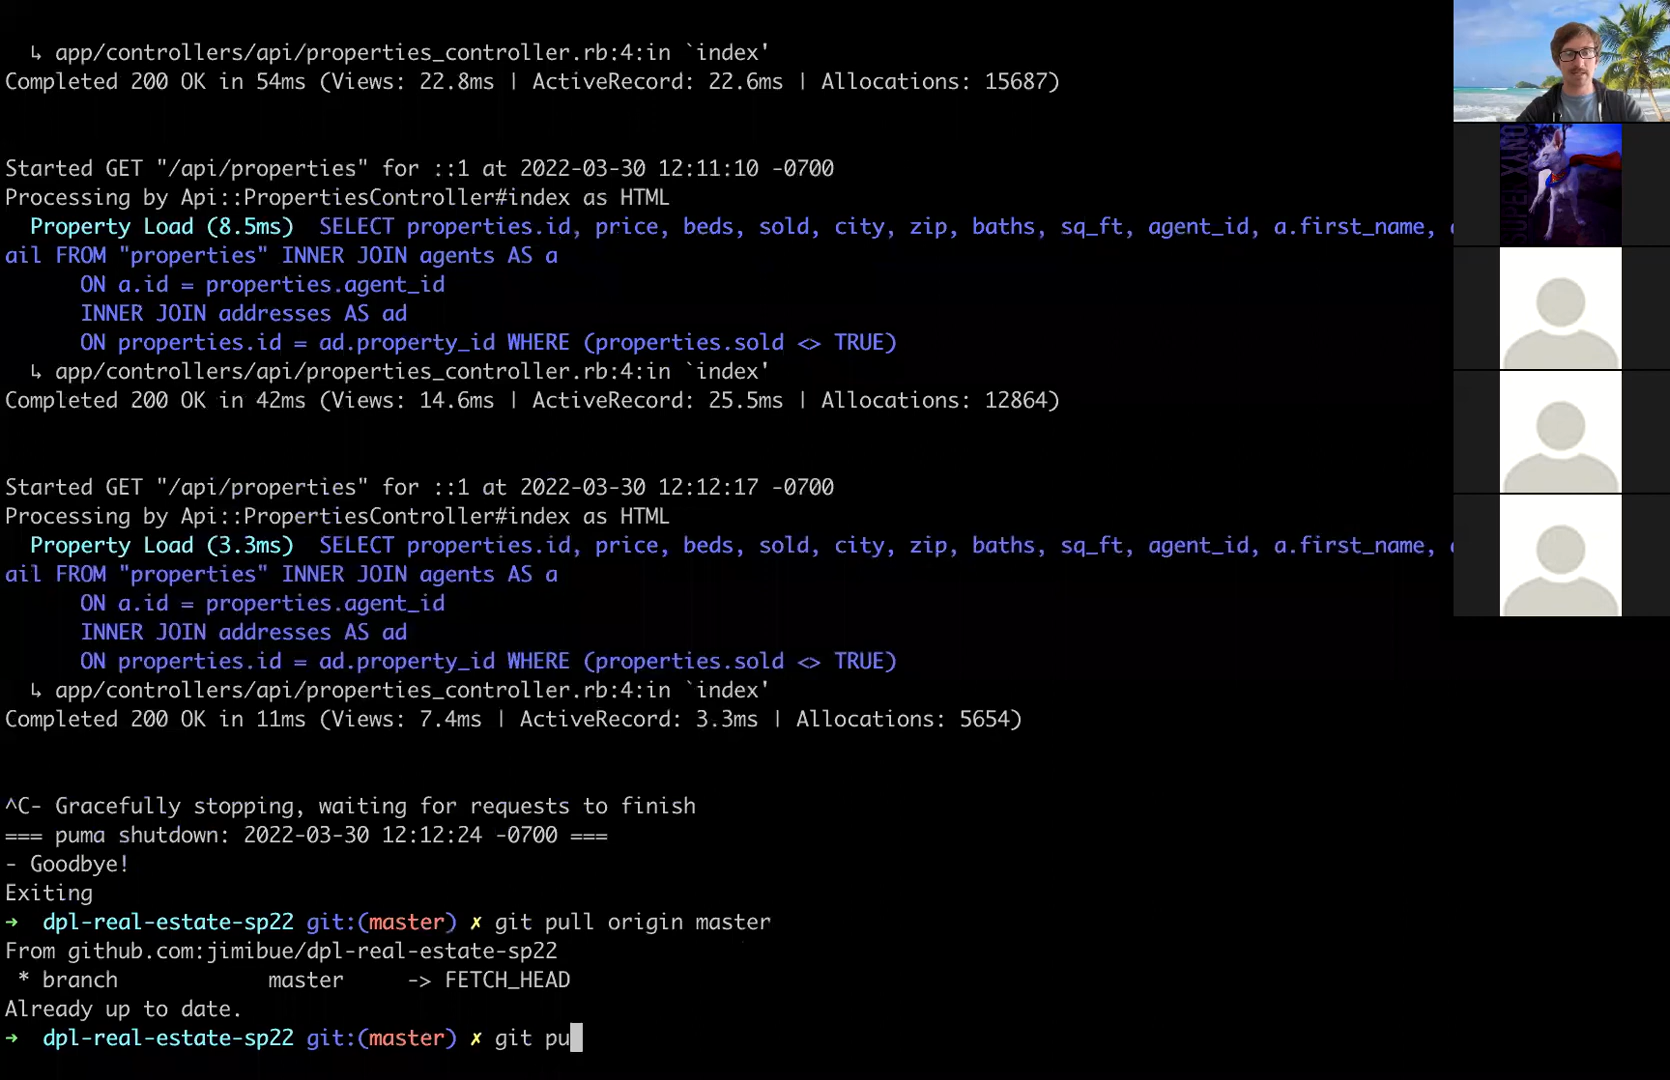 ↳ app/controllers/api/properties_controller.rb:4:in `index'
Completed 200 OK in 54ms (Views: 22.8ms | ActiveRecord: 22.6ms | Allocations: 15687)
Started GET "/api/properties" for ::1 at 2022-03-30 12:11:10 -0700
Processing by Api::PropertiesController#index as HTML
Property Load (8.5ms)  SELECT properties.id, price, beds, sold, city, zip, baths, sq_ft, agent_id, a.first_name,
ail FROM "properties" INNER JOIN agents AS a
ON a.id = properties.agent_id
INNER JOIN addresses AS ad
ON properties.id = ad.property_id WHERE (properties.sold <> TRUE)
↳ app/controllers/api/properties_controller.rb:4:in `index'
Completed 200 OK in 42ms (Views: 14.6ms | ActiveRecord: 25.5ms | Allocations: 12864)
Started GET "/api/properties" for ::1 at 2022-03-30 12:12:17 -0700
Processing by Api::PropertiesController#index as HTML
Property Load (3.3ms)  SELECT properties.id, price, beds, sold, city, zip, baths, sq_ft, agent_id, a.first_name,
ail FROM "properties" INNER JOIN agents AS a
ON a.id = properties.agent_id
INNER JOIN addresses AS ad
ON properties.id = ad.property_id WHERE (properties.sold <> TRUE)
↳ app/controllers/api/properties_controller.rb:4:in `index'
Completed 200 OK in 11ms (Views: 7.4ms | ActiveRecord: 3.3ms | Allocations: 5654)
^C- Gracefully stopping, waiting for requests to finish
=== puma shutdown: 2022-03-30 12:12:24 -0700 ===
- Goodbye!
Exiting
→ dpl-real-estate-sp22 git:(master) ✗ git pull origin master
From github.com:jimibue/dpl-real-estate-sp22
* branch            master     -> FETCH_HEAD
Already up to date.
→ dpl-real-estate-sp22 git:(master) ✗ git pu
SUPER XANO